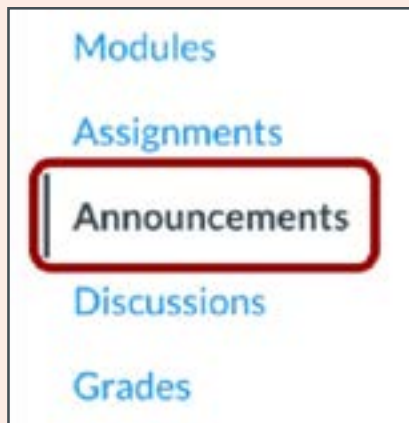 Modules
Assignments
Announcements
Discussions
Grades